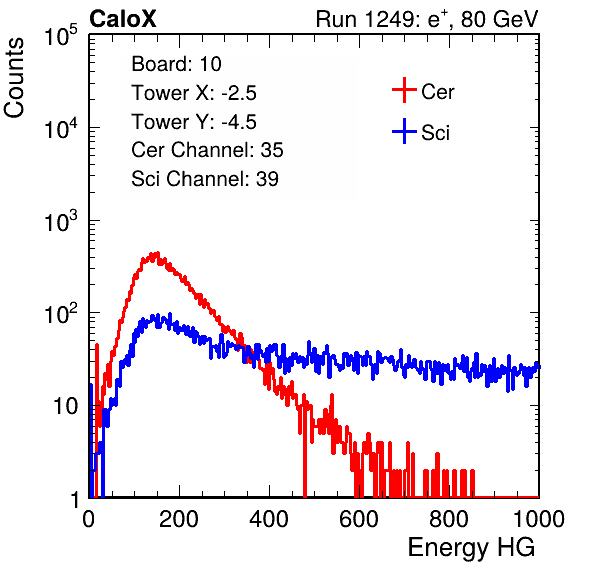 CaloX Run 1249: e⁺, 80 GeV
Counts
10⁵
10⁴
10³
10²
10
1
Board: 10
Tower X: -2.5
Tower Y: -4.5
Cer Channel: 35
Sci Channel: 39
Cer
Sci
0 200 400 600 800 1000
Energy HG